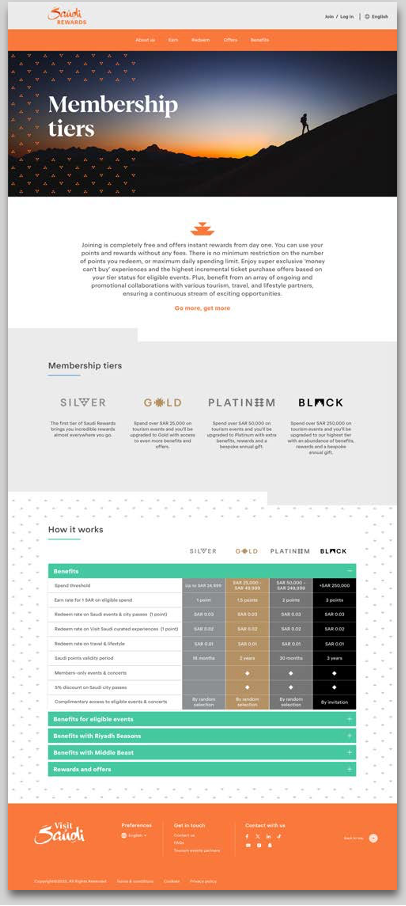 Saudi
REWARDS
Join / Log in | English
About us Earn Redeem Offers Benefits
Membership
tiers
Joining is completely free and offers instant rewards from day one. You can use your
points and rewards without any fees. There is no minimum restriction on the number
of points you redeem, or maximum daily spending limit. Enjoy super exclusive 'money
can't buy' experiences and the highest incremental ticket purchase offers based on
your tier status for eligible events. Plus, benefit from an array of ongoing and
promotional collaborations with various tourism, travel, and lifestyle partners,
ensuring a continuous stream of exciting opportunities.
Go more, get more
Membership tiers
SILVER GOLD PLATINUM BLACK
The first tier of Saudi Rewards
brings you incredible rewards
almost everywhere you go.
Spend over SAR 25,000 on
tourism events and you'll be
upgraded to Gold with access
to even more benefits and
offers.
Spend over SAR 50,000 on
tourism events and you'll be
upgraded to Platinum with extra
benefits, rewards and a
bespoke annual gift.
Spend over SAR 250,000 on
tourism events and you'll be
upgraded to our highest tier
with an abundance of benefits,
rewards and a bespoke
annual gift.
How it works
SILVER GOLD PLATINUM BLACK
Benefits
Spend threshold Up to SAR 24,999 SAR 25,000 - SAR 49,999 SAR 50,000 - SAR 249,999 +SAR 250,000
Earn rate for 1 SAR on eligible spend 1 point 1.5 points 2 points 3 points
Redeem rate on Saudi events & city passes (1 point) SAR 0.03 SAR 0.03 SAR 0.03 SAR 0.03
Redeem rate on Visit Saudi curated experiences (1 point) SAR 0.02 SAR 0.02 SAR 0.02 SAR 0.02
Redeem rate on travel & lifestyle SAR 0.01 SAR 0.01 SAR 0.01 SAR 0.01
Saudi points validity period 18 months 2 years 30 months 3 years
Members-only events & concerts
5% discount on Saudi city passes
Complimentary access to eligible events & concerts By random selection By random selection By random selection By invitation
Benefits for eligible events
Benefits with Riyadh Seasons
Benefits with Middle Beast
Rewards and offers
Visit
Saudi
Preferences
English
Get in touch
Contact us
FAQs
Tourism events partners
Connect with us
Back to top
Terms & conditions Cookies Privacy policy